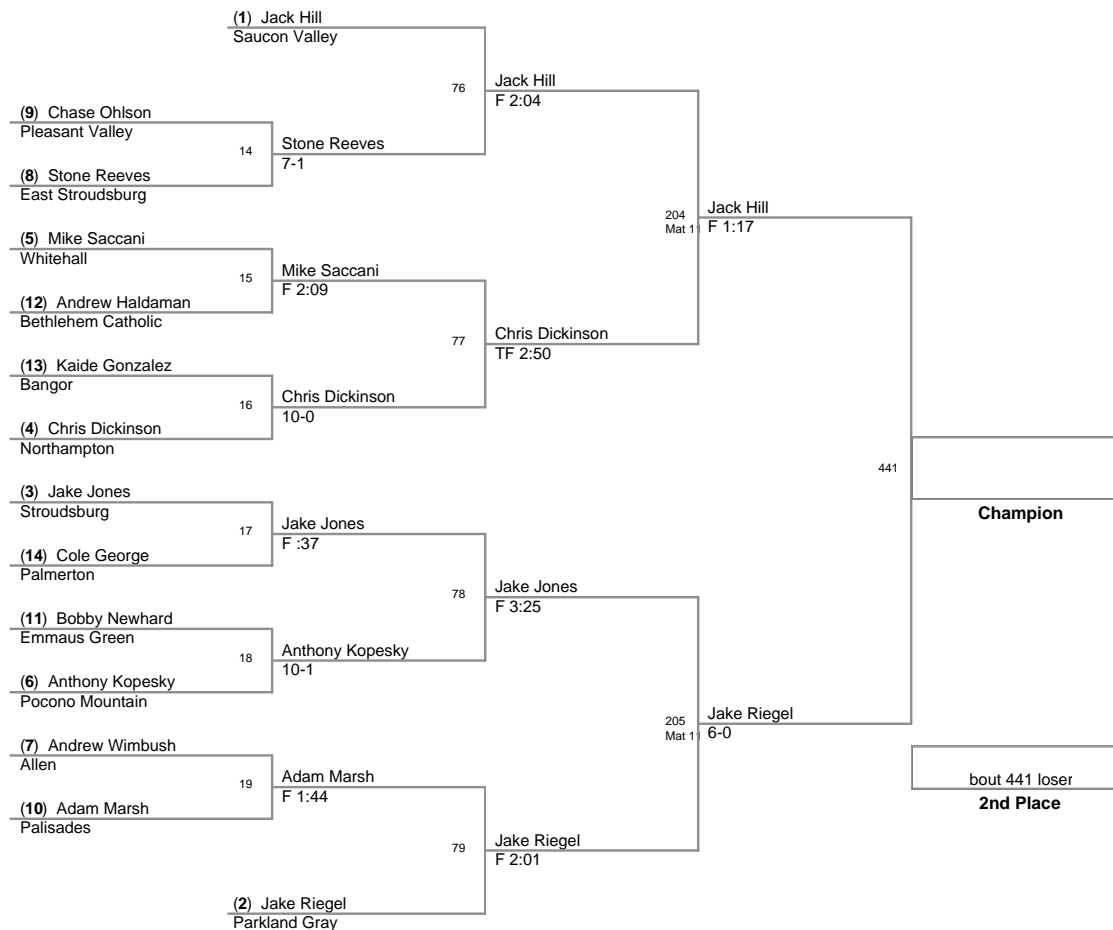 (1) Jack Hill
Saucon Valley
76
Jack Hill
F 2:04
(9) Chase Ohlson
Pleasant Valley
14
Stone Reeves
7-1
(8) Stone Reeves
East Stroudsburg
204
Mat 11
Jack Hill
F 1:17
(5) Mike Saccani
Whitehall
15
Mike Saccani
F 2:09
(12) Andrew Haldaman
Bethlehem Catholic
77
Chris Dickinson
TF 2:50
(13) Kaide Gonzalez
Bangor
16
Chris Dickinson
10-0
(4) Chris Dickinson
Northampton
441
Champion
(3) Jake Jones
Stroudsburg
17
Jake Jones
F :37
(14) Cole George
Palmerton
78
Jake Jones
F 3:25
(11) Bobby Newhard
Emmaus Green
18
Anthony Kopesky
10-1
(6) Anthony Kopesky
Pocono Mountain
205
Mat 11
Jake Riegel
6-0
(7) Andrew Wimbush
Allen
19
Adam Marsh
F 1:44
(10) Adam Marsh
Palisades
bout 441 loser
2nd Place
79
Jake Riegel
F 2:01
(2) Jake Riegel
Parkland Gray